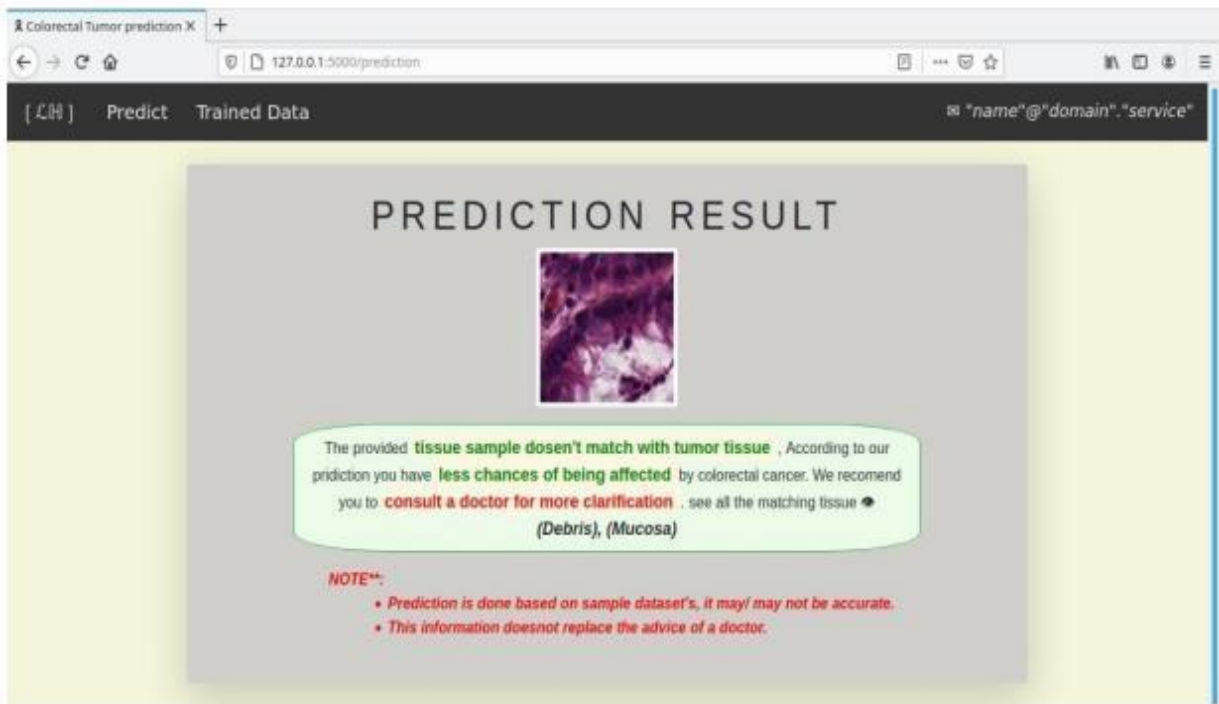 Colorectal Tumor prediction X +
127.0.0.1:5000/prediction
[ℒℍ] Predict Trained Data ✉ "name"@"domain"."service"
PREDICTION RESULT
The provided tissue sample dosen't match with tumor tissue , According to our
pridiction you have less chances of being affected by colorectal cancer. We recomend
you to consult a doctor for more clarification . see all the matching tissue 👁
(Debris), (Mucosa)
NOTE**:
• Prediction is done based on sample dataset's, it may/ may not be accurate.
• This information doesnot replace the advice of a doctor.